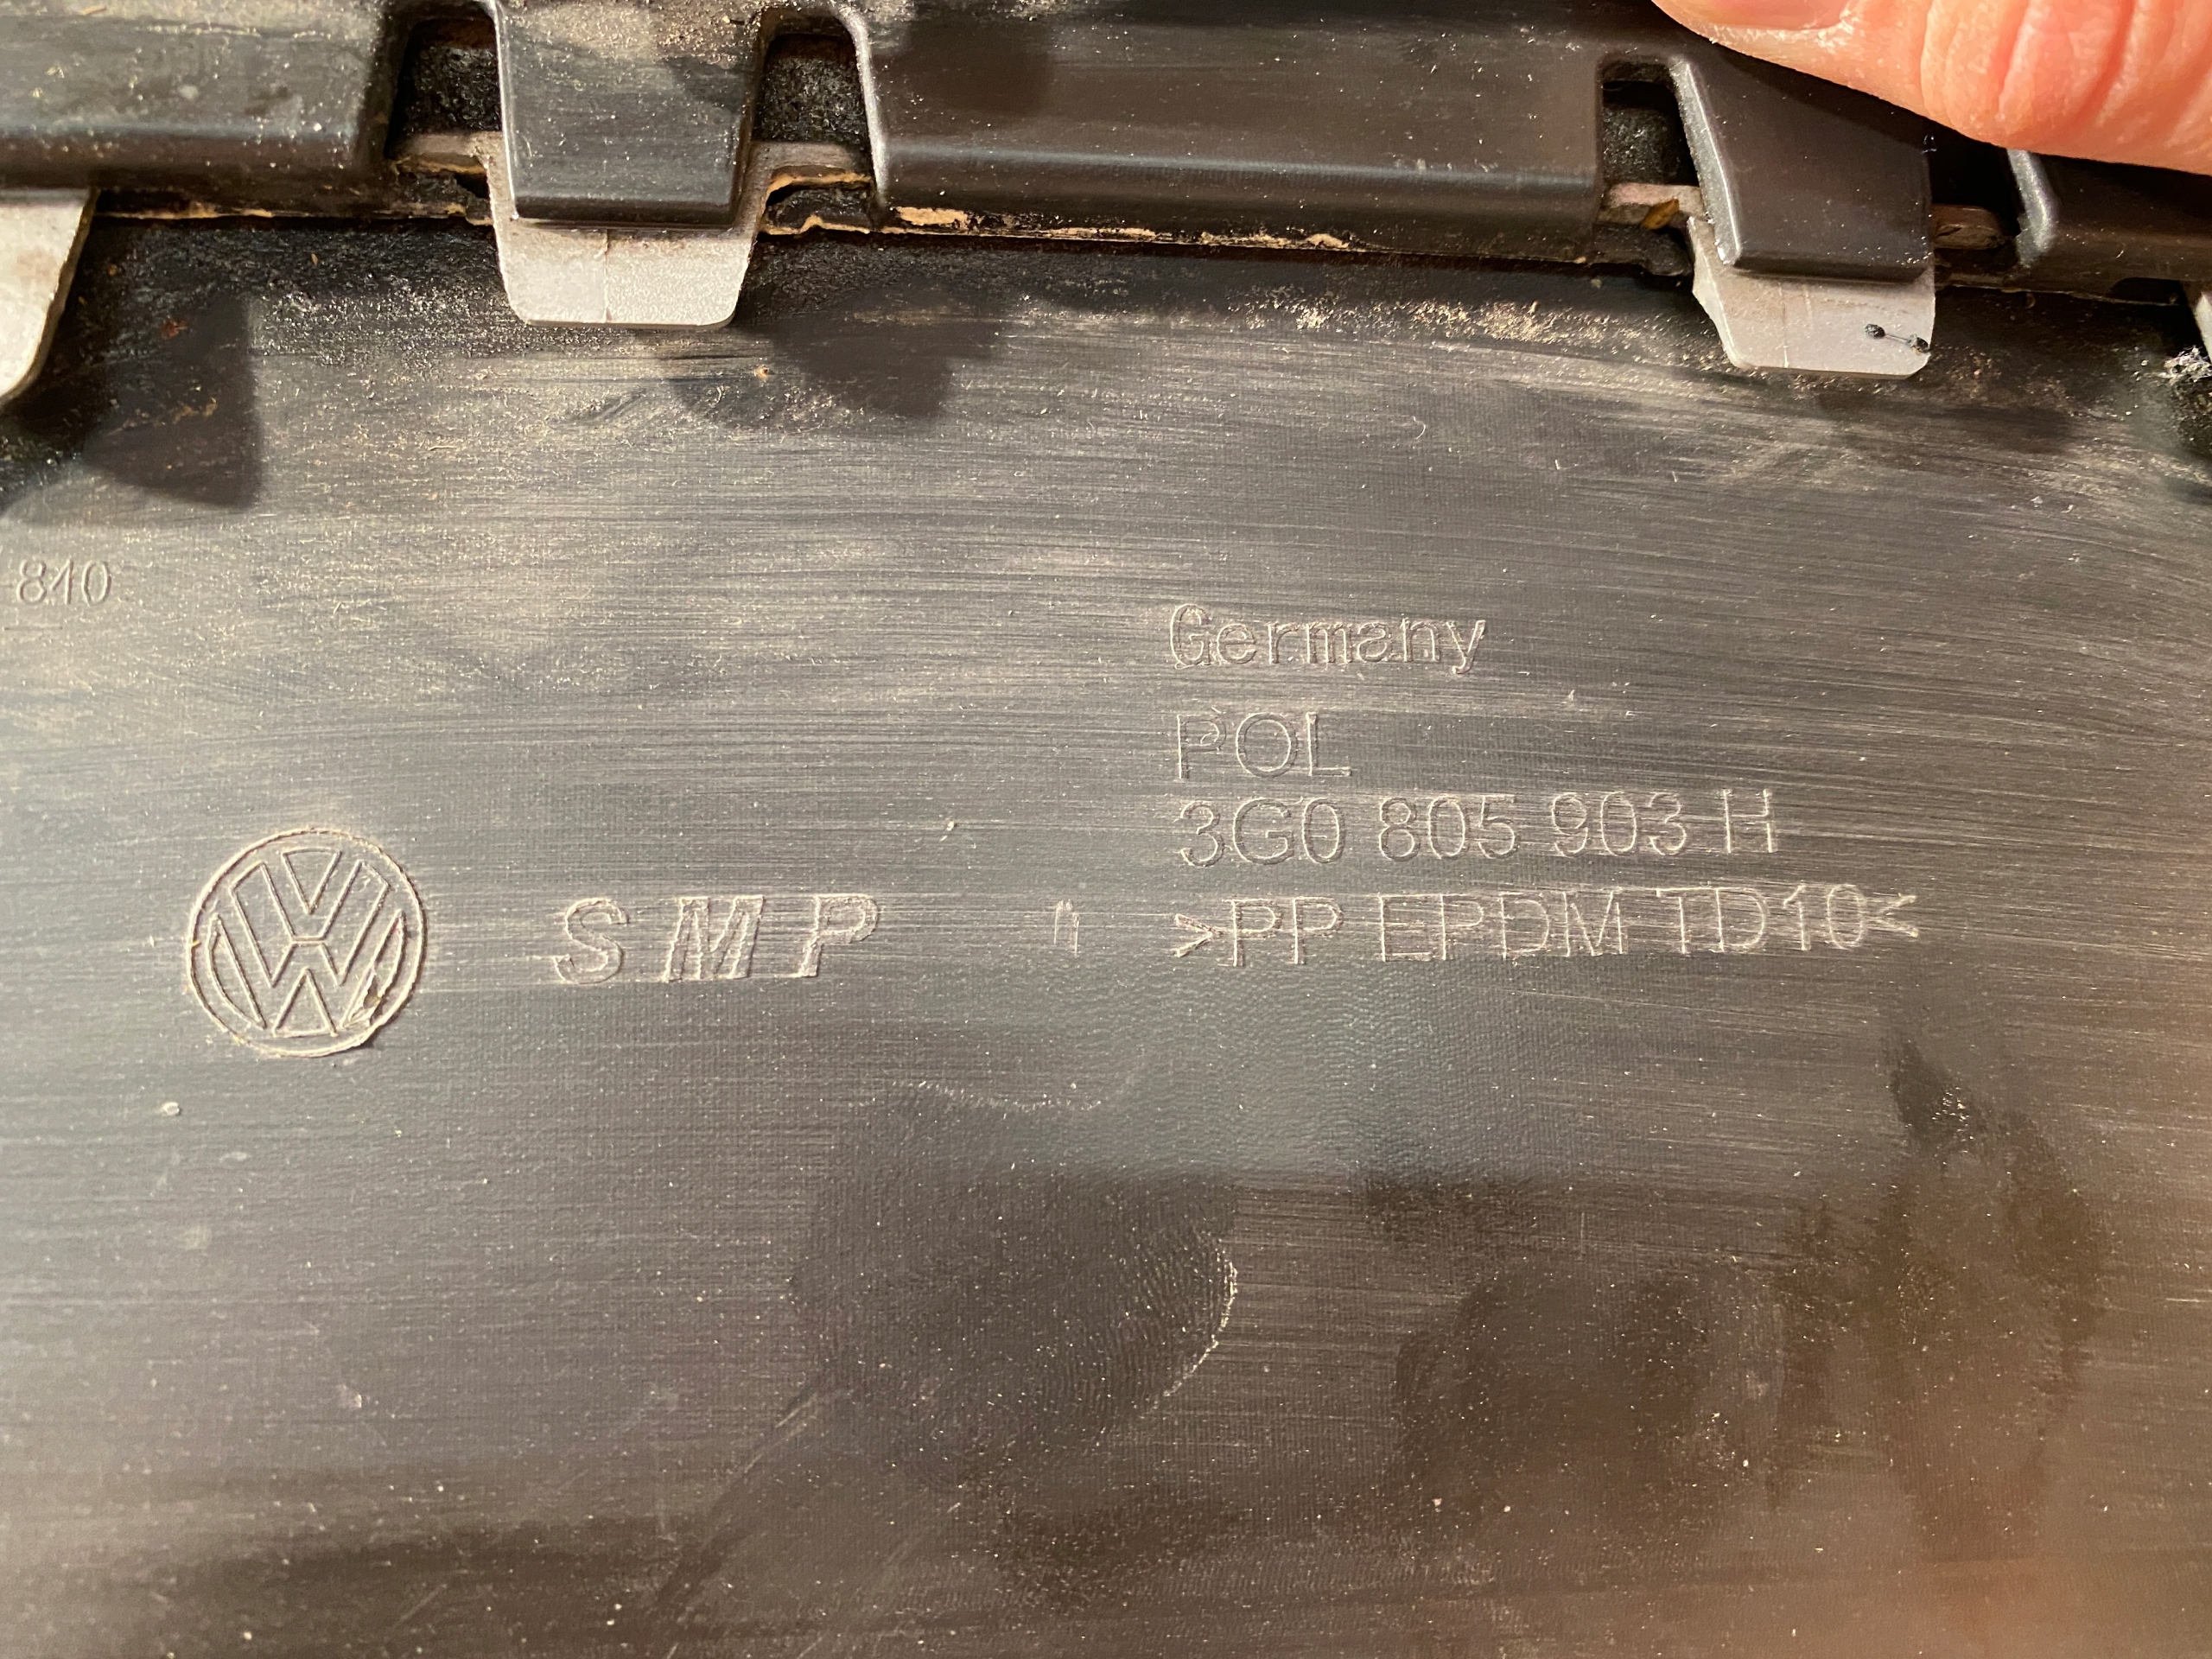 840
Germany
POL
3G0 805 903 H
SMP
>PP EPDM TD10<